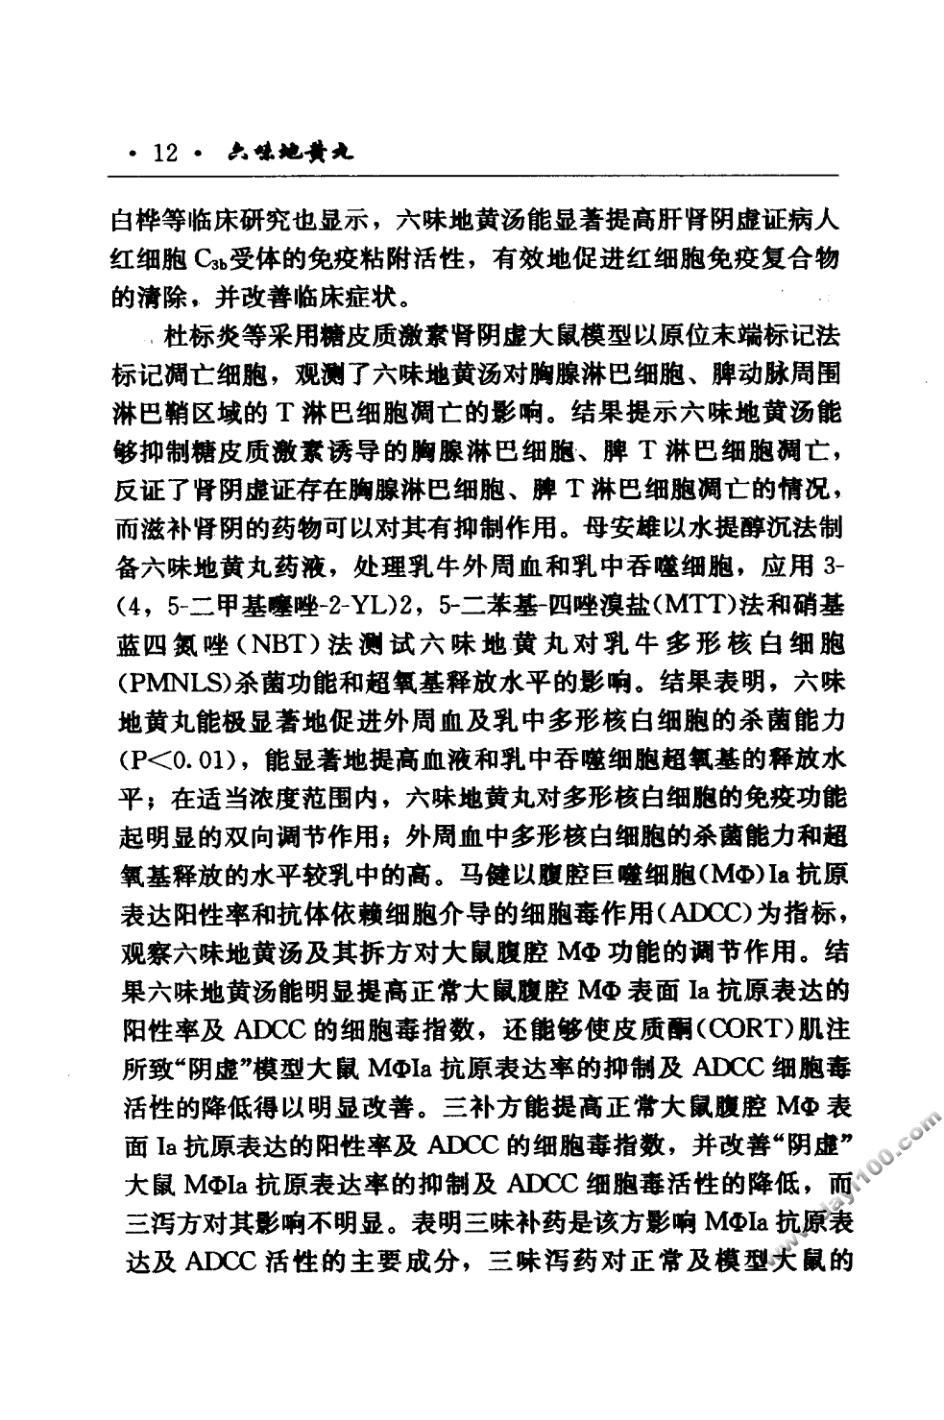 · 12 · 六味地黄丸
白桦等临床研究也显示，六味地黄汤能显著提高肝肾阴虚证病人
红细胞 C₃b受体的免疫粘附活性，有效地促进红细胞免疫复合物
的清除，并改善临床症状。
杜标炎等采用糖皮质激素肾阴虚大鼠模型以原位末端标记法
标记凋亡细胞，观测了六味地黄汤对胸腺淋巴细胞、脾动脉周围
淋巴鞘区域的 T 淋巴细胞凋亡的影响。结果提示六味地黄汤能
够抑制糖皮质激素诱导的胸腺淋巴细胞、脾 T 淋巴细胞凋亡，
反证了肾阴虚证存在胸腺淋巴细胞、脾 T 淋巴细胞凋亡的情况，
而滋补肾阴的药物可以对其有抑制作用。母安雄以水提醇沉法制
备六味地黄丸药液，处理乳牛外周血和乳中吞噬细胞，应用 3-
(4，5-二甲基噻唑-2-YL)2，5-二苯基-四唑溴盐(MTT)法和硝基
蓝四氮唑(NBT)法测试六味地黄丸对乳牛多形核白细胞
(PMNLS)杀菌功能和超氧基释放水平的影响。结果表明，六味
地黄丸能极显著地促进外周血及乳中多形核白细胞的杀菌能力
(P＜0.01)，能显著地提高血液和乳中吞噬细胞超氧基的释放水
平；在适当浓度范围内，六味地黄丸对多形核白细胞的免疫功能
起明显的双向调节作用；外周血中多形核白细胞的杀菌能力和超
氧基释放的水平较乳中的高。马健以腹腔巨噬细胞(MΦ)Ia 抗原
表达阳性率和抗体依赖细胞介导的细胞毒作用(ADCC)为指标，
观察六味地黄汤及其拆方对大鼠腹腔 MΦ 功能的调节作用。结
果六味地黄汤能明显提高正常大鼠腹腔 MΦ 表面 Ia 抗原表达的
阳性率及 ADCC 的细胞毒指数，还能够使皮质酮(CORT)肌注
所致“阴虚”模型大鼠 MΦIa 抗原表达率的抑制及 ADCC 细胞毒
活性的降低得以明显改善。三补方能提高正常大鼠腹腔 MΦ 表
面 Ia 抗原表达的阳性率及 ADCC 的细胞毒指数，并改善“阴虚”
大鼠 MΦIa 抗原表达率的抑制及 ADCC 细胞毒活性的降低，而
三泻方对其影响不明显。表明三味补药是该方影响 MΦIa 抗原表
达及 ADCC 活性的主要成分，三味泻药对正常及模型大鼠的